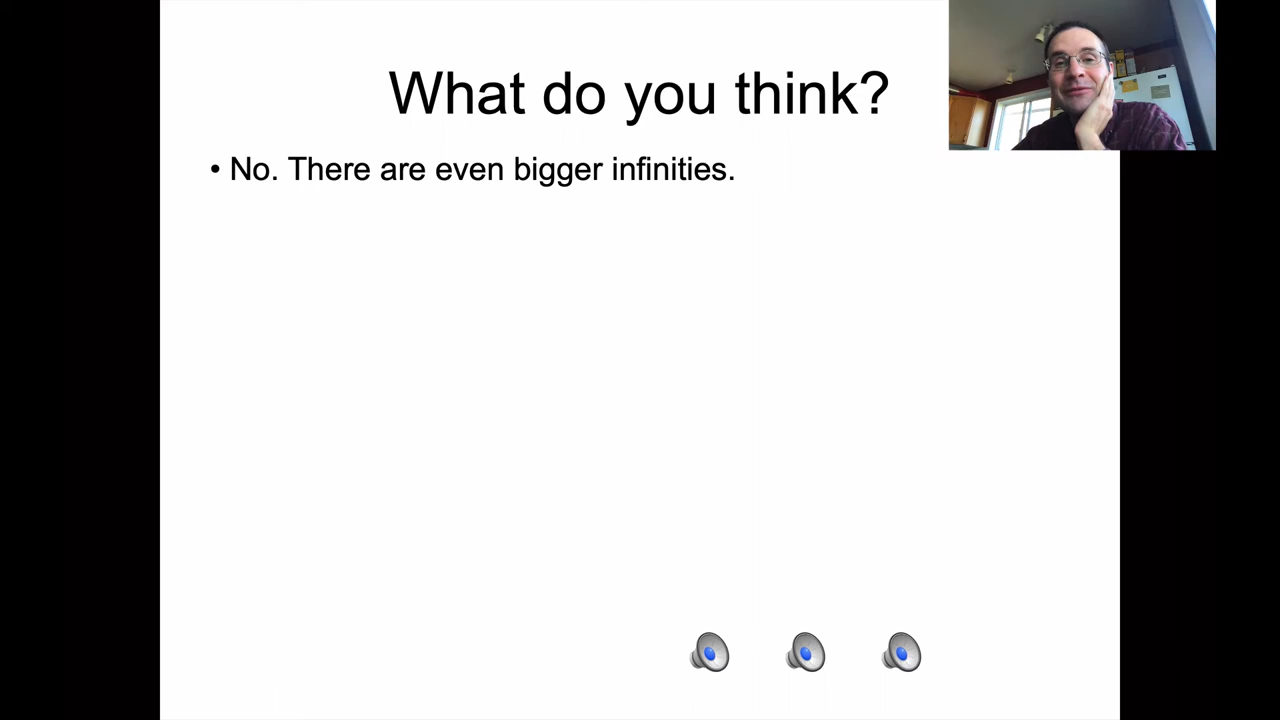 What do you think?
• No. There are even bigger infinities.